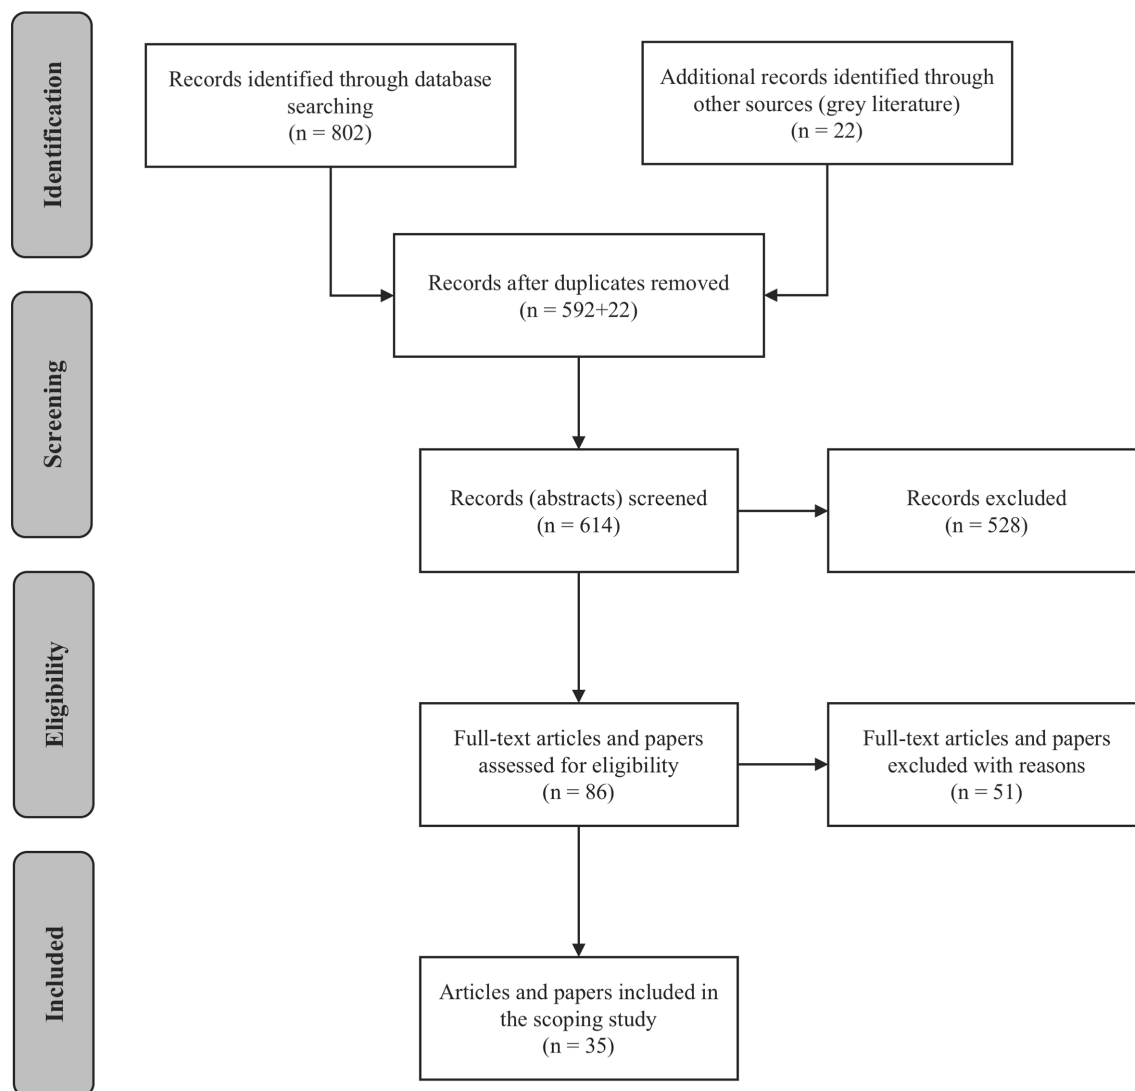 Identification
Records identified through database
searching
(n = 802)
Additional records identified through
other sources (grey literature)
(n = 22)
Records after duplicates removed
(n = 592+22)
Screening
Records (abstracts) screened
(n = 614)
Records excluded
(n = 528)
Eligibility
Full-text articles and papers
assessed for eligibility
(n = 86)
Full-text articles and papers
excluded with reasons
(n = 51)
Included
Articles and papers included in
the scoping study
(n = 35)